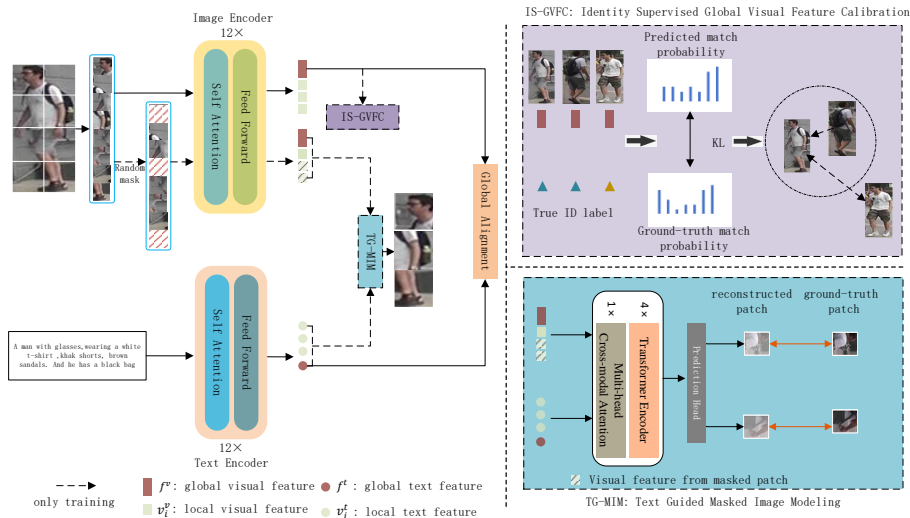 Image Encoder
12×
Self Attention
Feed Forward
Random
mask
IS-GVFC
TG-MIM
Global Alignment
A man with glasses,wearing a white
t-shirt ,khak shorts, brown
sandals. And he has a black bag
Self Attention
Feed Forward
12×
Text Encoder
only training
f^v: global visual feature
f^t: global text feature
v_i^v: local visual feature
v_i^t: local text feature
IS-GVFC: Identity Supervised Global Visual Feature Calibration
Predicted match
probability
KL
True ID label
Ground-truth match
probability
1×
4×
Multi-head
Cross-modal Attention
Transformer Encoder
Prediction Head
reconstructed
patch
ground-truth
patch
Visual feature from masked patch
TG-MIM: Text Guided Masked Image Modeling